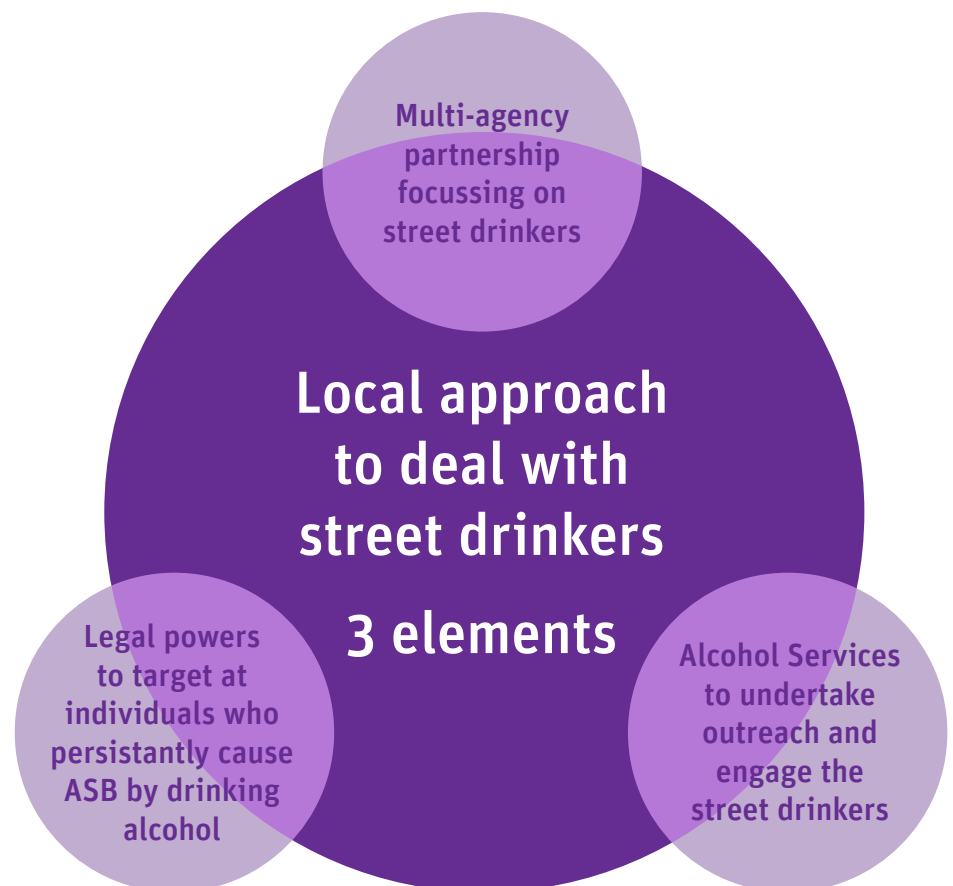 Multi-agency
partnership
focussing on
street drinkers
Local approach
to deal with
street drinkers
3 elements
Legal powers
to target at
individuals who
persistantly cause
ASB by drinking
alcohol
Alcohol Services
to undertake
outreach and
engage the
street drinkers